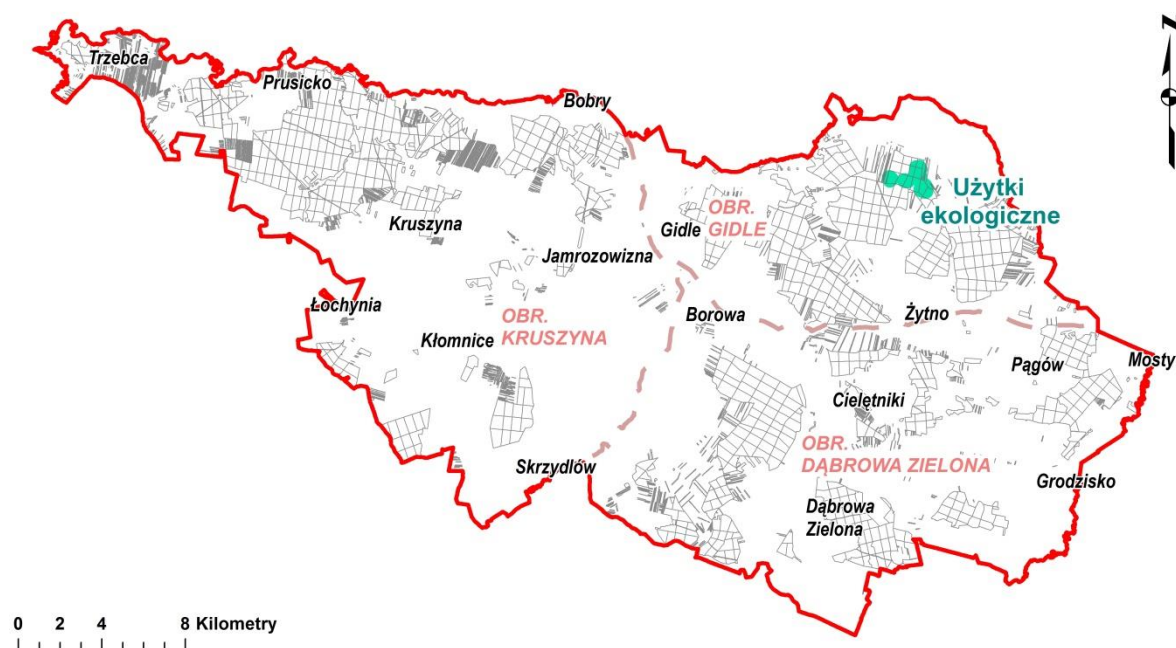 N
Trzebca
Prusicko
Bobry
Użytki
ekologiczne
OBR.
GIDLE
Gidle
Kruszyna
Jamrozowizna
Łochynia
OBR.
KRUSZYNA
Borowa
Żytno
Kłomnice
Pągów
Mosty
Cielętniki
OBR.
DĄBROWA ZIELONA
Skrzydlów
Grodzisko
Dąbrowa
Zielona
0 2 4 8 Kilometry